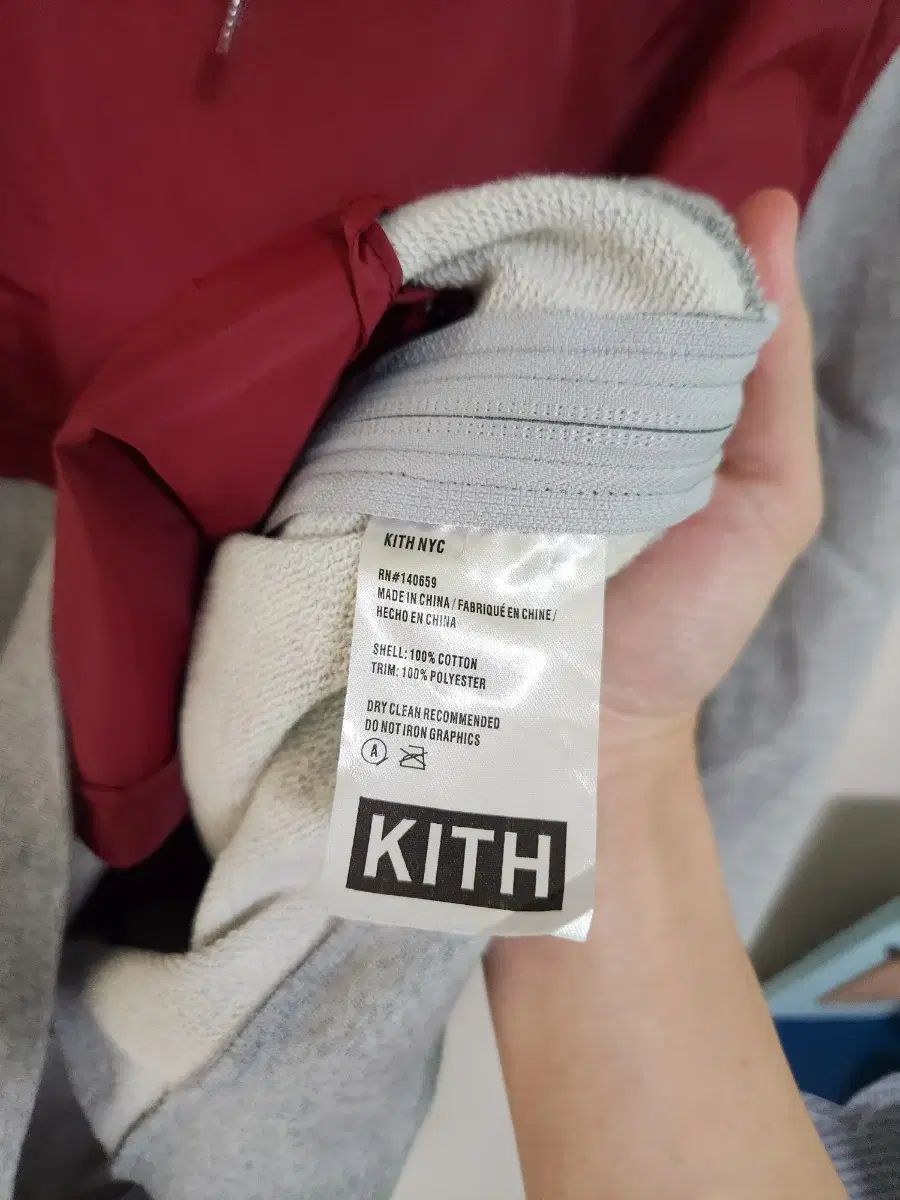 KITH NYC
RN#140659
MADE IN CHINA / FABRIQUÉ EN CHINE /
HECHO EN CHINA
SHELL: 100% COTTON
TRIM: 100% POLYESTER
DRY CLEAN RECOMMENDED
DO NOT IRON GRAPHICS
A
KITH